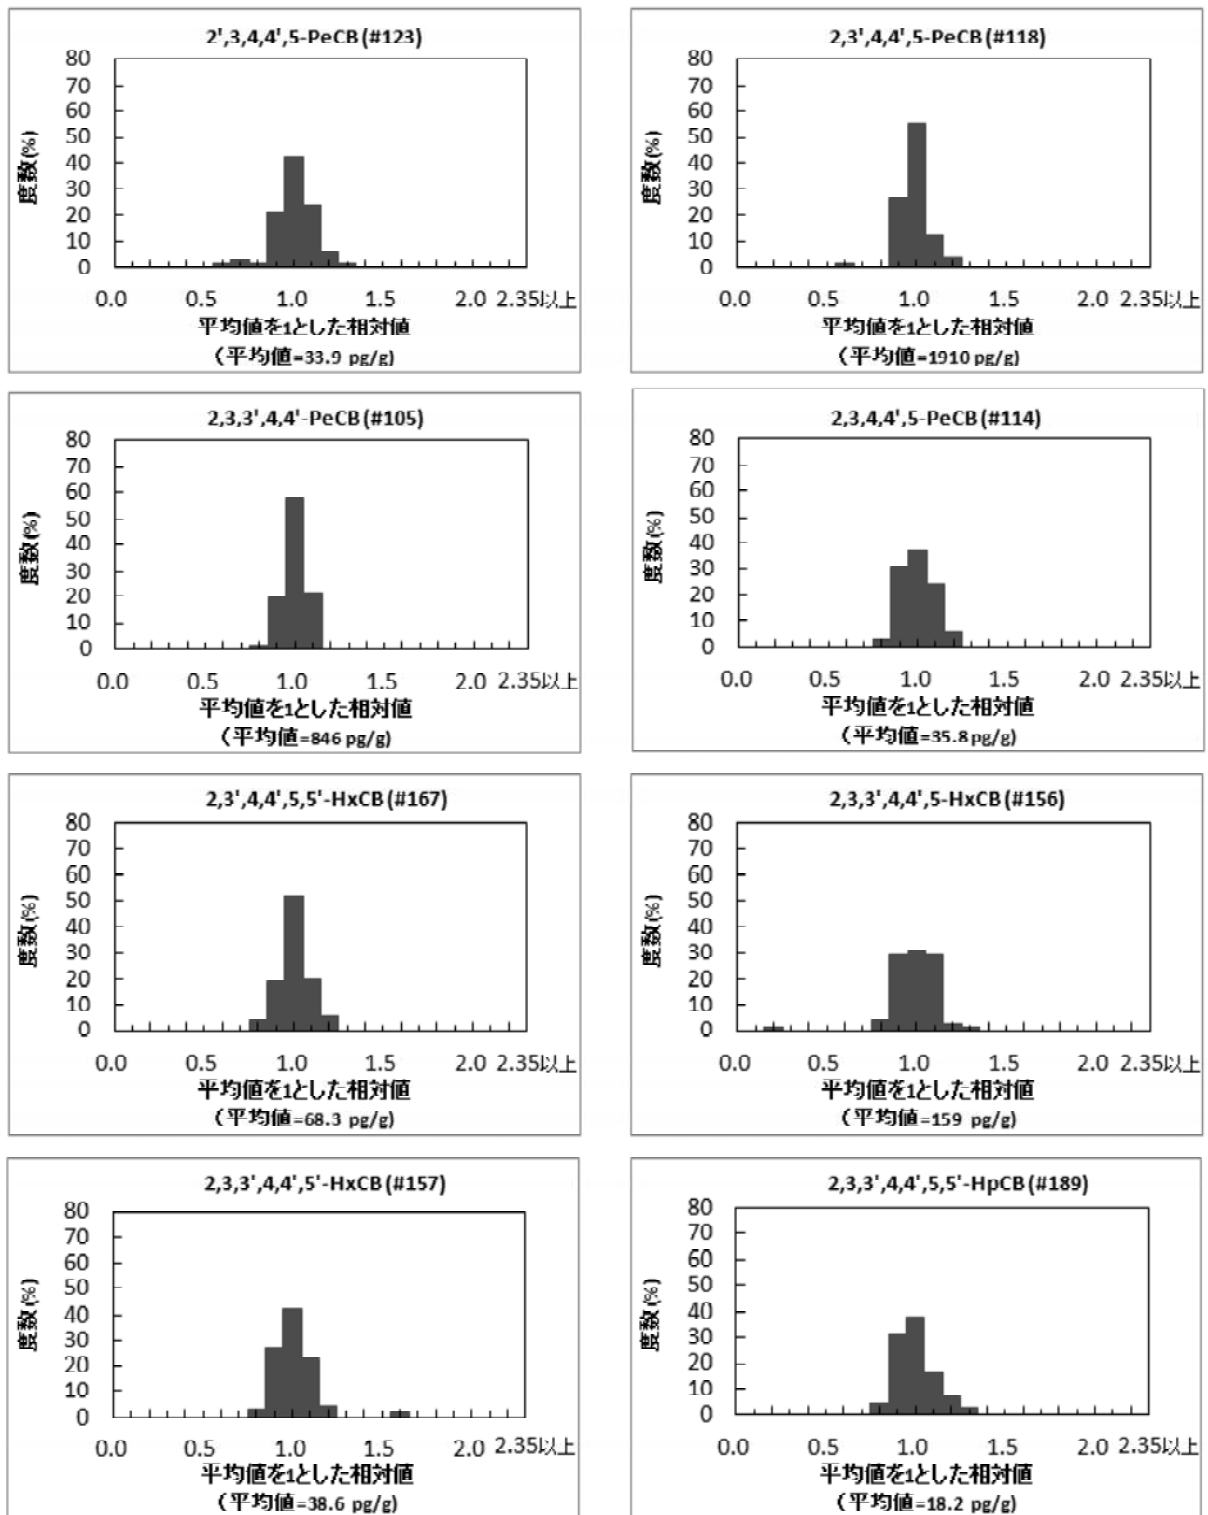 2',3,4,4',5-PeCB (#123)
80
70
60
50
40
30
20
10
0
度数(%)
0.0 0.5 1.0 1.5 2.0 2.35以上
平均値を1とした相対値
(平均値=33.9 pg/g)
2,3',4,4',5-PeCB (#118)
80
70
60
50
40
30
20
10
0
度数(%)
0.0 0.5 1.0 1.5 2.0 2.35以上
平均値を1とした相対値
(平均値=1910 pg/g)
2,3,3',4,4'-PeCB (#105)
80
70
60
50
40
30
20
10
0
度数(%)
0.0 0.5 1.0 1.5 2.0 2.35以上
平均値を1とした相対値
(平均値=846 pg/g)
2,3,4,4',5-PeCB (#114)
80
70
60
50
40
30
20
10
0
度数(%)
0.0 0.5 1.0 1.5 2.0 2.35以上
平均値を1とした相対値
(平均値=35.8 pg/g)
2,3',4,4',5,5'-HxCB (#167)
80
70
60
50
40
30
20
10
0
度数(%)
0.0 0.5 1.0 1.5 2.0 2.35以上
平均値を1とした相対値
(平均値=68.3 pg/g)
2,3,3',4,4',5-HxCB (#156)
80
70
60
50
40
30
20
10
0
度数(%)
0.0 0.5 1.0 1.5 2.0 2.35以上
平均値を1とした相対値
(平均値=159 pg/g)
2,3,3',4,4',5'-HxCB (#157)
80
70
60
50
40
30
20
10
0
度数(%)
0.0 0.5 1.0 1.5 2.0 2.35以上
平均値を1とした相対値
(平均値=38.6 pg/g)
2,3,3',4,4',5,5'-HpCB (#189)
80
70
60
50
40
30
20
10
0
度数(%)
0.0 0.5 1.0 1.5 2.0 2.35以上
平均値を1とした相対値
(平均値=18.2 pg/g)